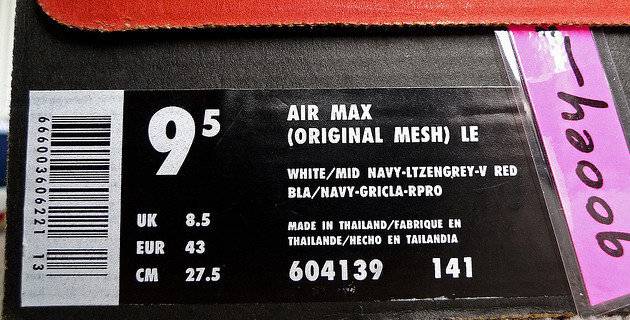 9⁵
AIR MAX
(ORIGINAL MESH) LE
WHITE/MID NAVY-LTZENGREY-V RED
BLA/NAVY-GRICLA-RPRO
UK 8.5
EUR 43
CM 27.5
MADE IN THAILAND/FABRIQUE EN
THAILANDE/HECHO EN TAILANDIA
604139 141
666003606221 13
gooey-